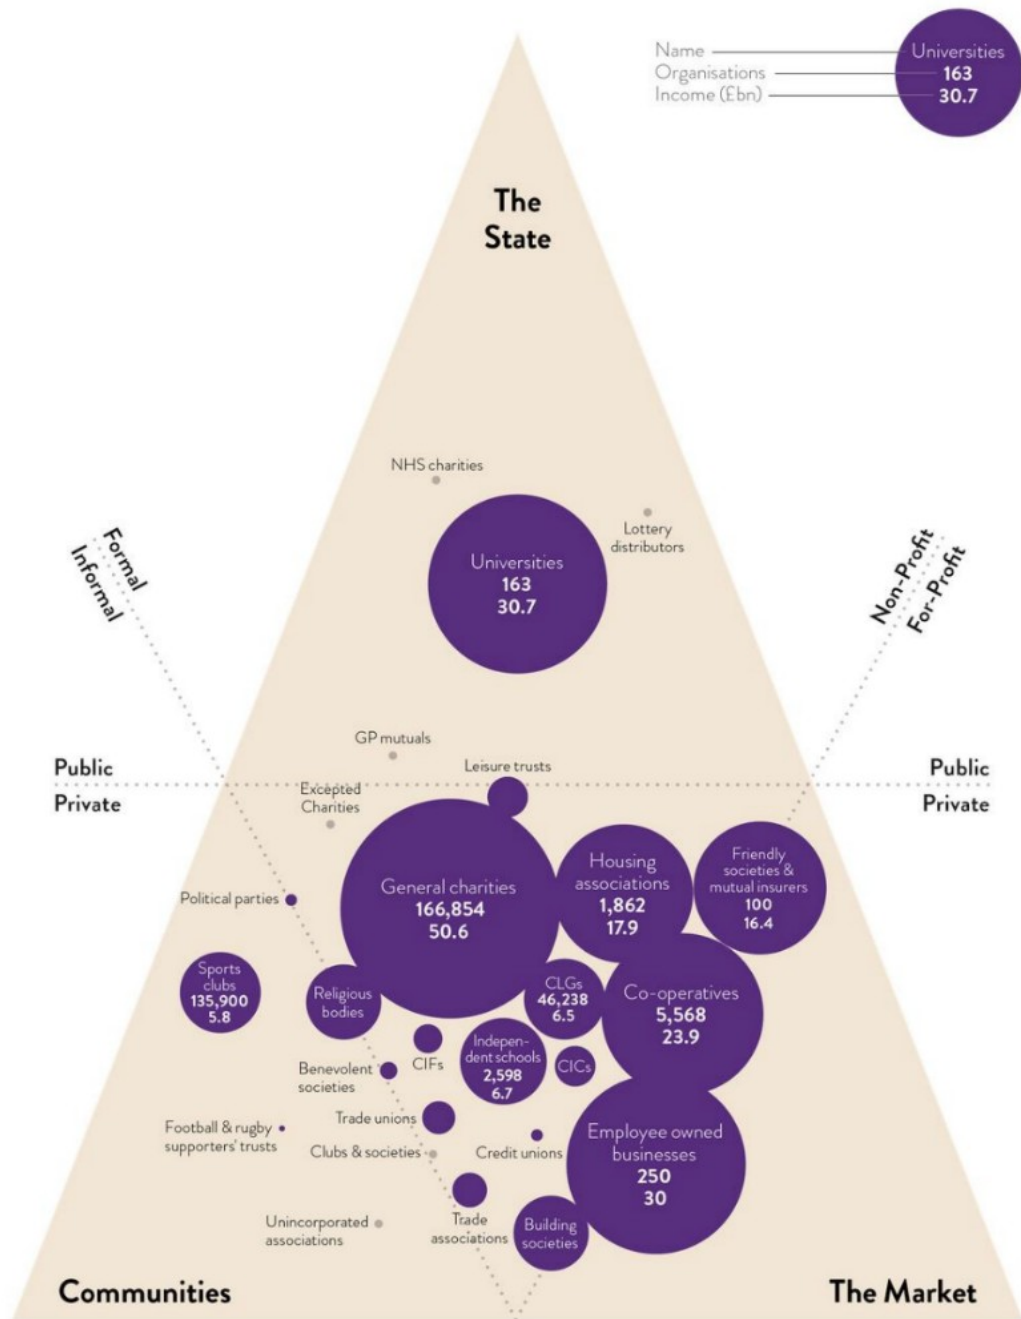 Name
Organisations
Income (£bn)
Universities
163
30.7
The
State
NHS charities
Lottery
distributors
Universities
163
30.7
Formal
Informal
Non-Profit
For-Profit
GP mutuals
Leisure trusts
Public
Private
Public
Private
Excepted
Charities
General charities
166,854
50.6
Housing
associations
1,862
17.9
Friendly
societies &
mutual insurers
100
16.4
Political parties
Sports
clubs
135,900
5.8
Religious
bodies
CLGs
46,238
6.5
Co-operatives
5,568
23.9
CIFs
Indepen-
dent schools
2,598
6.7
CICs
Benevolent
societies
Trade unions
Football & rugby
supporters' trusts
Clubs & societies
Credit unions
Employee owned
businesses
250
30
Unincorporated
associations
Trade
associations
Building
societies
Communities
The Market